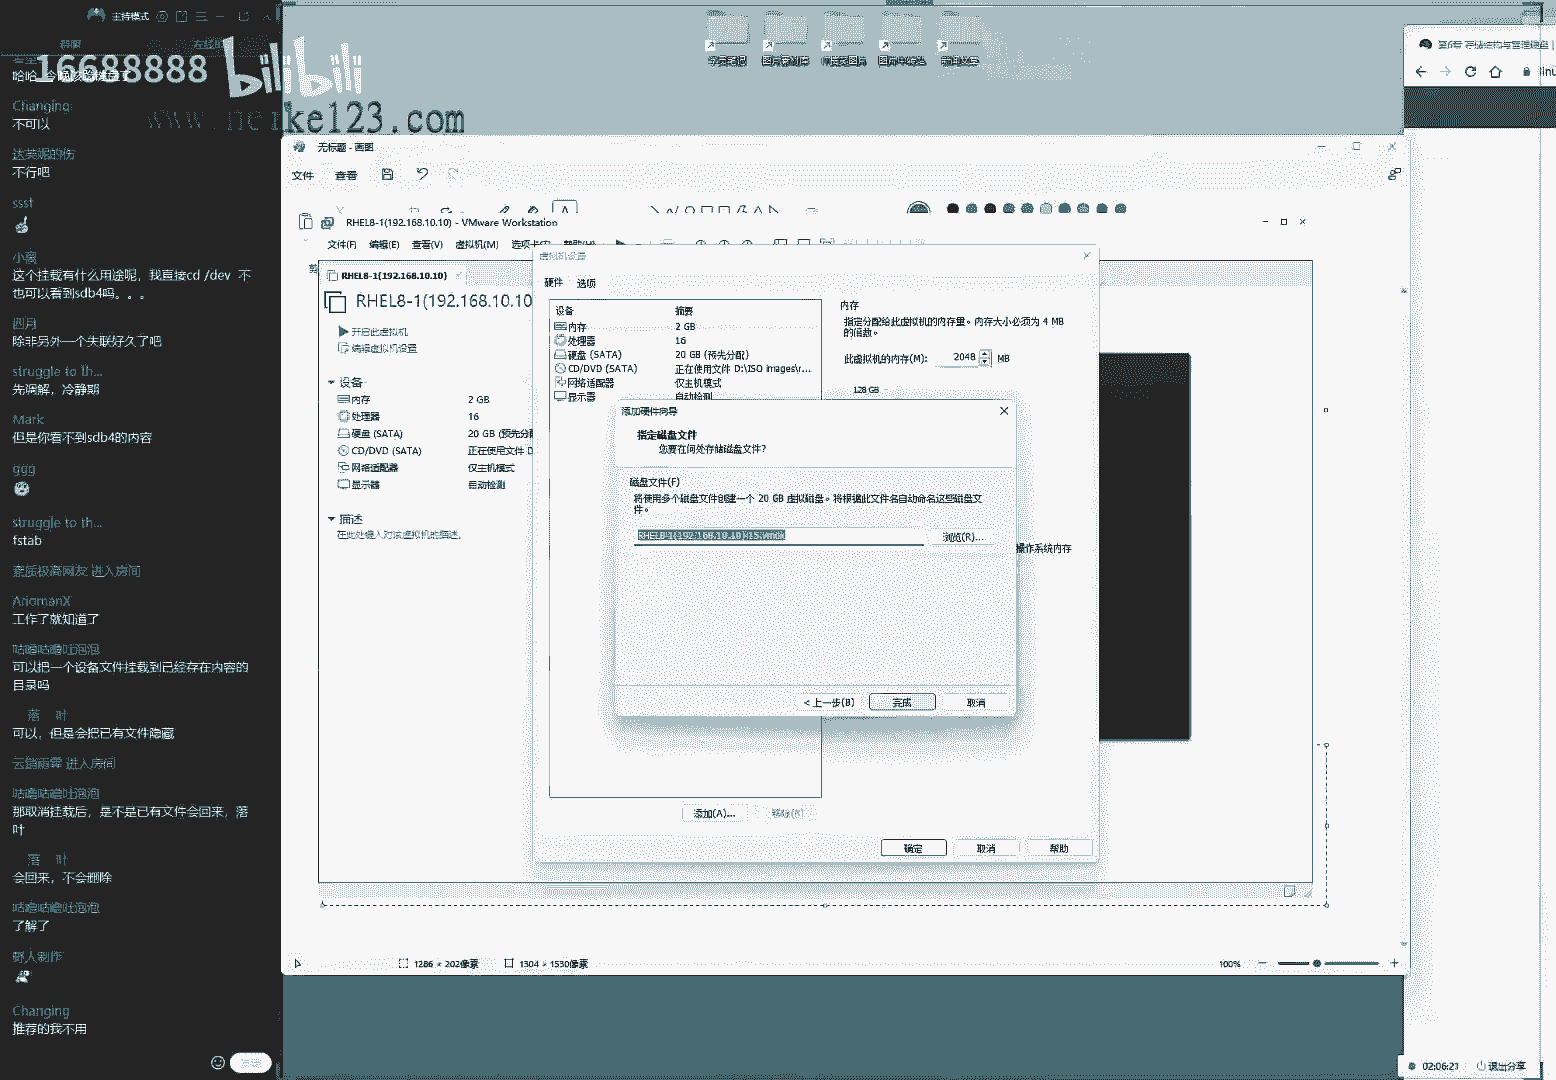 主持模式
16688888
bilibili
ke123.com
Changing:
不可以
达芙妮的伤
不行吧
ssst
这个挂载有什么用途呢，我直接cd /dev 不
也可以看到sdb4吗。。。
四月
除非另外一个失联好久了吧
struggle to th...
先调解，冷静期
Mark
但是你看不到sdb4的内容
ggg
struggle to th...
fstab
素质极高网友 进入房间
工作了就知道了
咕噜咕噜吐泡泡
可以把一个设备文件挂载到已经存在内容的
目录吗
落 叶
可以，但是会把已有文件隐藏
进入房间
咕噜咕噜吐泡泡
那取消挂载后，是不是已有文件会回来，落
叶
落 叶
会回来，不会删除
咕噜咕噜吐泡泡
了解了
野人制作
Changing
推荐的我不用
无标题 - 画图
文件
查看
RHEL8-1(192.168.10.10) - VMware Workstation
文件(F)
编辑(E)
查看(V)
虚拟机(M)
RHEL8-1(192.168.10.10)
RHEL8-1(192.168.10.10
开启此虚拟机
编辑虚拟机设置
设备
内存
2 GB
处理器
16
硬盘 (SATA)
20 GB (预先分配
CD/DVD (SATA)
正在使用文件 D:
网络适配器
仅主机模式
显示器
自动检测
描述
在此处键入对该虚拟机的描述。
虚拟机设置
硬件
选项
设备
摘要
内存
2 GB
处理器
16
硬盘 (SATA)
20 GB (预先分配)
CD/DVD (SATA)
正在使用文件 D:\ISO images\r...
网络适配器
仅主机模式
显示器
自动检测
内存
指定分配给此虚拟机的内存量。内存大小必须为 4 MB
的倍数。
此虚拟机的内存(M):
2048
MB
128 GB
操作系统内存
添加硬件向导
指定磁盘文件
您要在何处存储磁盘文件?
磁盘文件(F)
将使用多个磁盘文件创建一个 20 GB 虚拟磁盘。将根据此文件名自动命名这些磁盘文
件。
RHEL8-1(192.168.10.10)-15.vmdk
浏览(R)...
< 上一步(B)
完成
取消
添加(A)...
移除(R)
确定
取消
帮助
1286 × 202像素
1304 × 1530像素
100%
第6章 存储结构与管理硬盘
02:06:21
退出分享